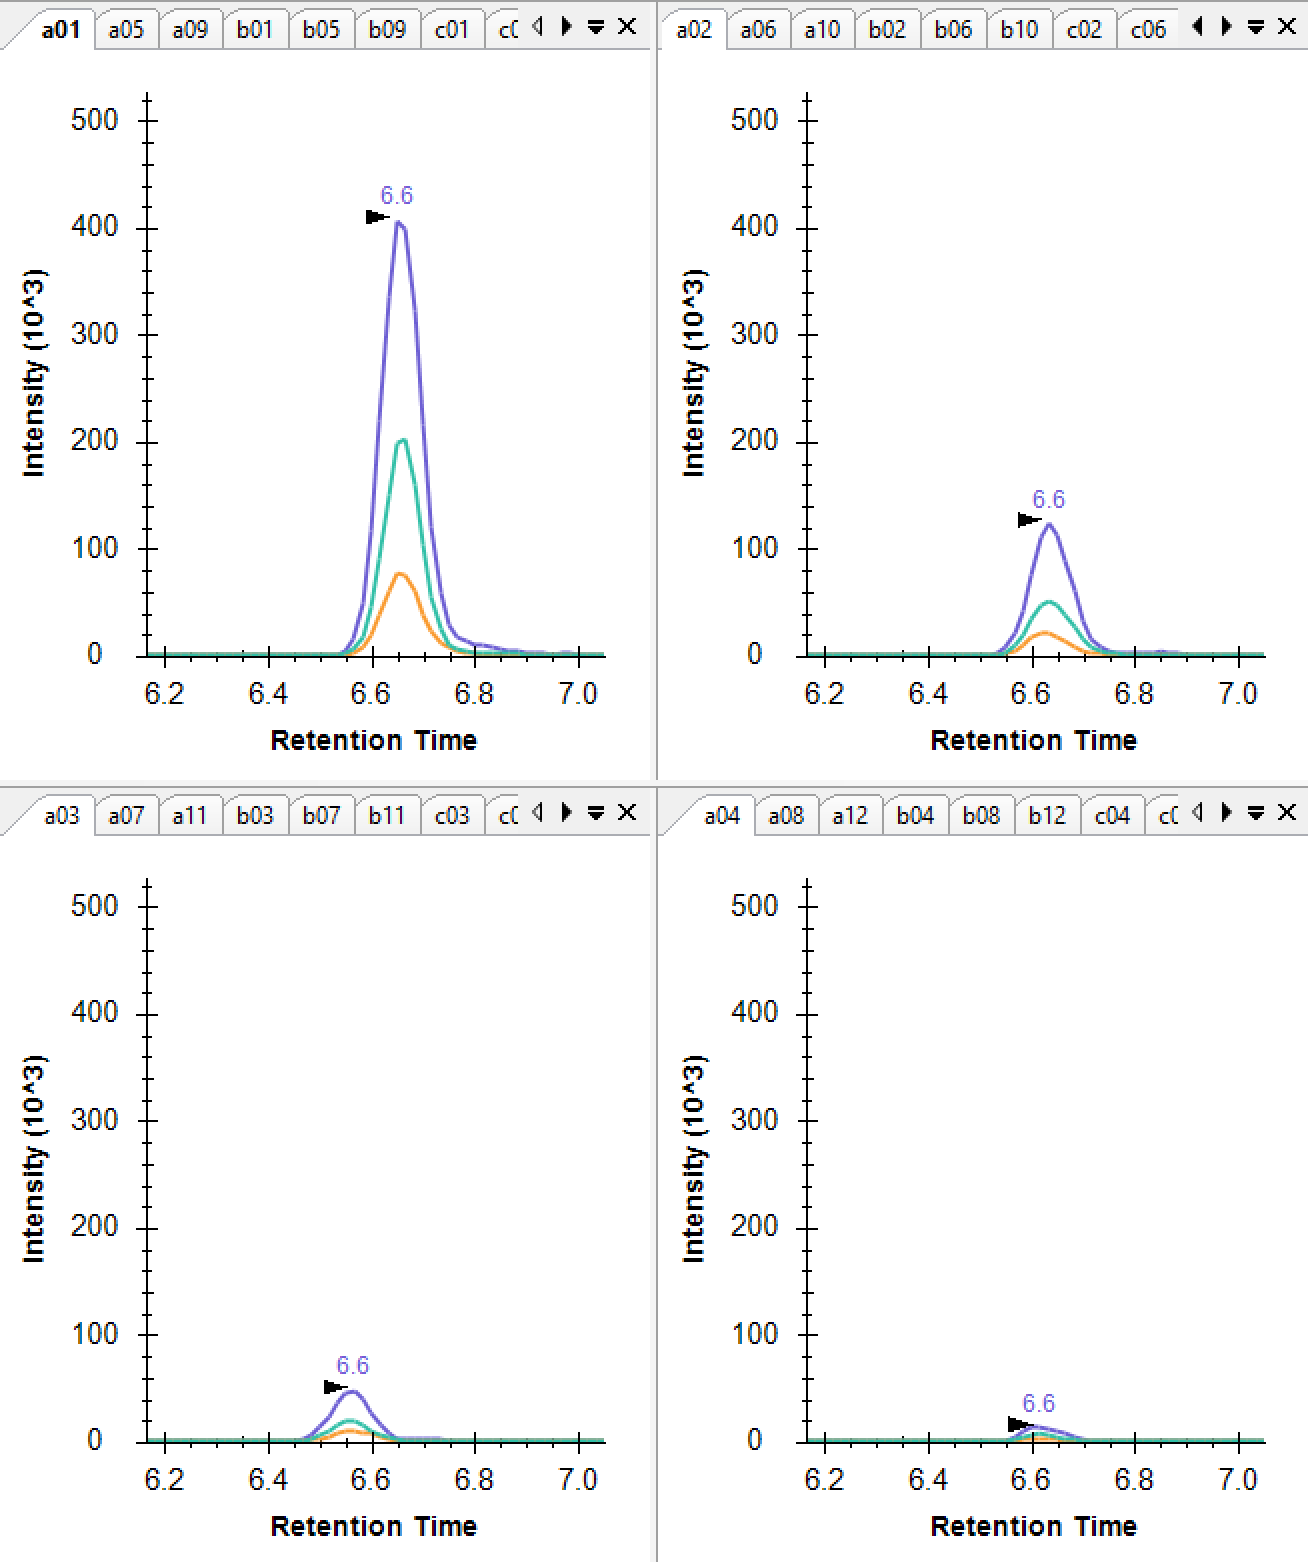 a01 a05 a09 b01 b05 b09 c01
500
6.6
400
300
200
100
0
6.2 6.4 6.6 6.8 7.0
Intensity (10^3)
Retention Time
a02 a06 a10 b02 b06 b10 c02 c06
500
400
300
200
6.6
100
0
6.2 6.4 6.6 6.8 7.0
Intensity (10^3)
Retention Time
a03 a07 a11 b03 b07 b11 c03
500
400
300
200
100
6.6
0
6.2 6.4 6.6 6.8 7.0
Intensity (10^3)
Retention Time
a04 a08 a12 b04 b08 b12 c04
500
400
300
200
100
6.6
0
6.2 6.4 6.6 6.8 7.0
Intensity (10^3)
Retention Time